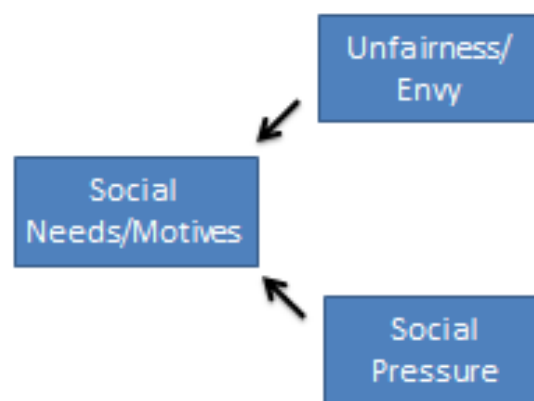 Unfairness/
Envy
Social
Needs/Motives
Social
Pressure